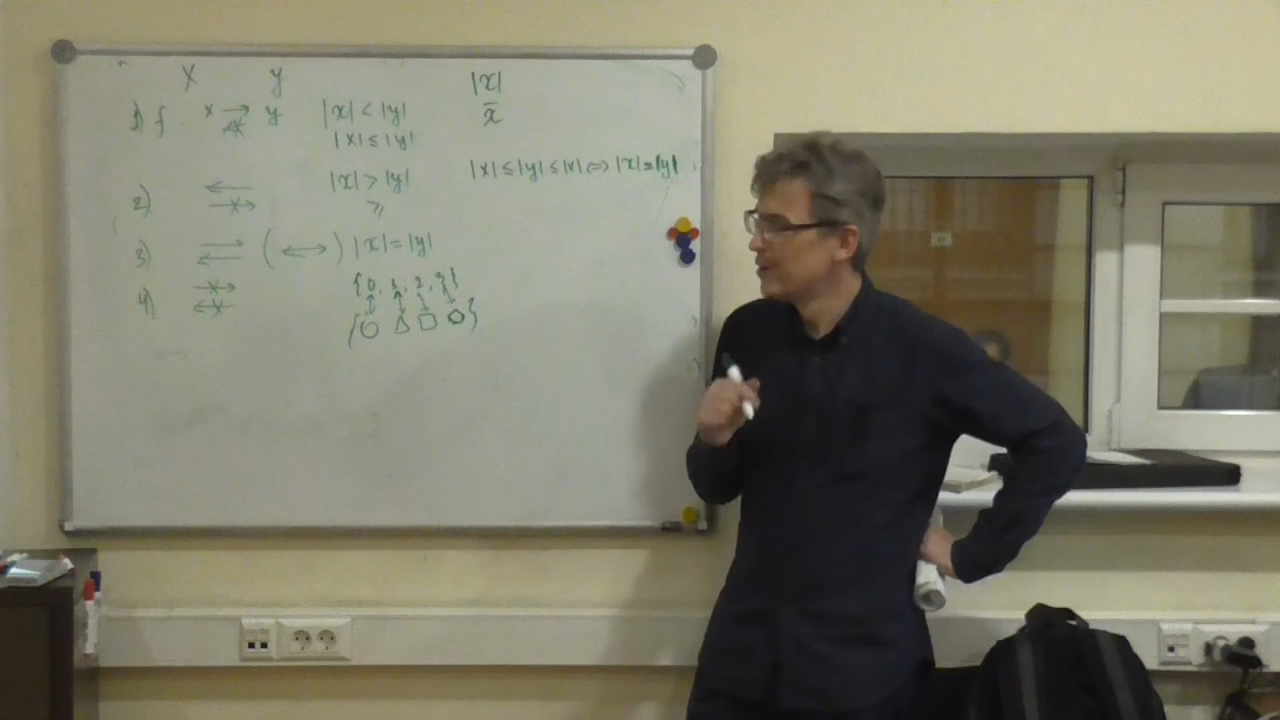 X y |x|
1) f x → y |x| < |y| x̄
|x| ≤ |y|
|x| ≤ |y| ≤ |x| ⇔ |x| = |y|
2) ← |x| > |y|
≥
3) → ← (↔) |x| = |y|
{0, 1, 2, 3}
4)
{○ △ □ ⬠}